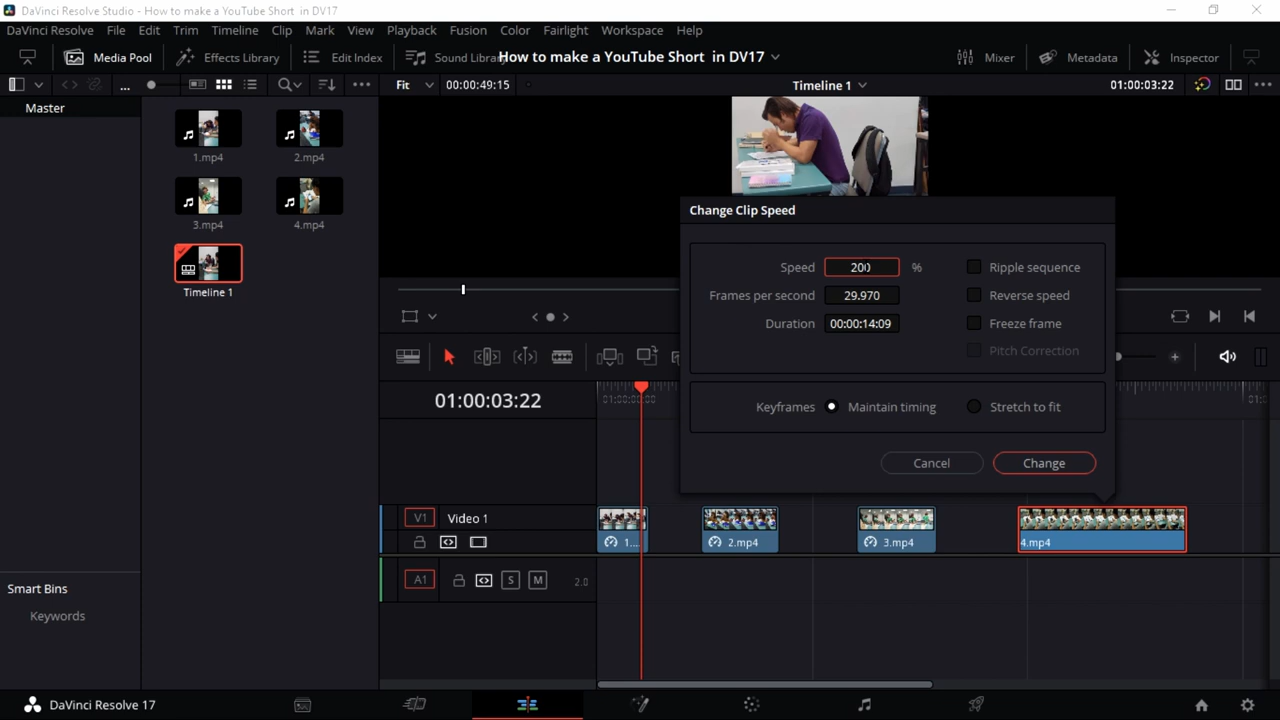 DaVinci Resolve Studio - How to make a YouTube Short in DV17
DaVinci Resolve File Edit Trim Timeline Clip Mark View Playback Fusion Color Fairlight Workspace Help
Media Pool Effects Library Edit Index Sound Library How to make a YouTube Short in DV17 Mixer Metadata Inspector
... Fit 00:00:49:15 Timeline 1 01:00:03:22
Master
1.mp4 2.mp4
3.mp4 4.mp4
Timeline 1
Change Clip Speed
Speed 200 % Ripple sequence
Frames per second 29.970 Reverse speed
Duration 00:00:14:09 Freeze frame
Pitch Correction
Keyframes Maintain timing Stretch to fit
Cancel Change
01:00:03:22
V1 Video 1
1... 2.mp4 3.mp4 4.mp4
A1 S M 2.0
Smart Bins
Keywords
DaVinci Resolve 17